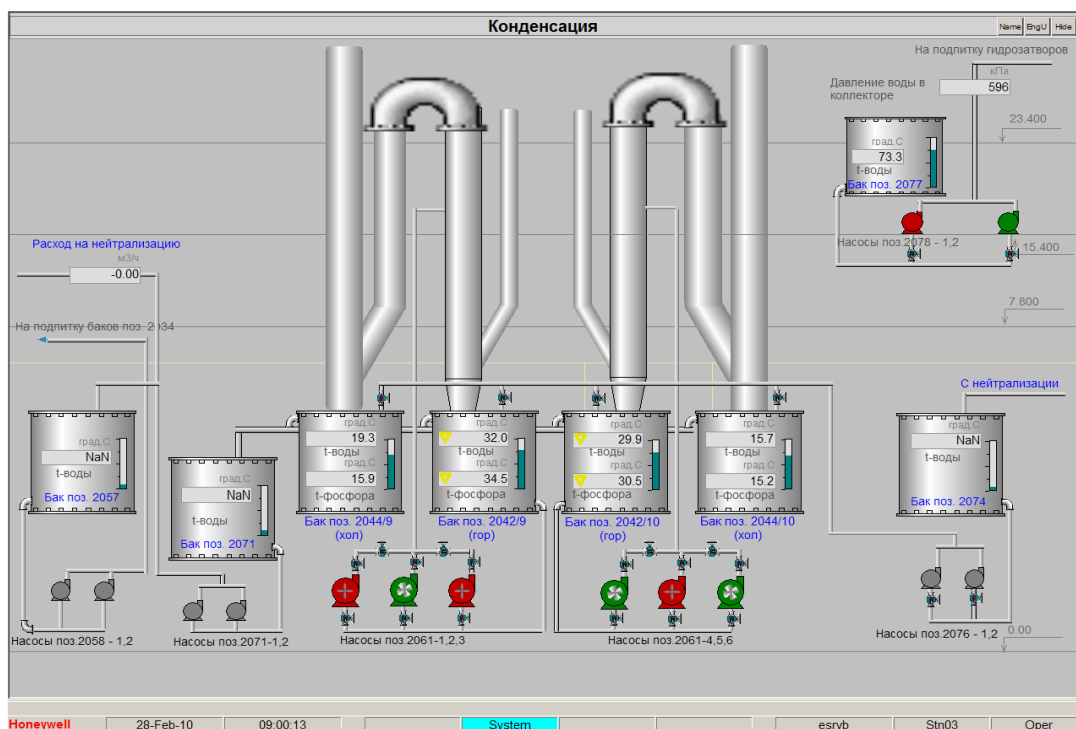 Конденсация
Name EngU Hide
На подпитку гидрозатворов
кПа
Давление воды в
коллекторе
596
23.400
град.С
73.3
t-воды
Бак поз. 2077
Насосы поз.2078 - 1,2
15.400
Расход на нейтрализацию
м3/ч
-0.00
7.800
На подпитку баков поз. 2034
С нейтрализации
град.С
NaN
t-воды
Бак поз. 2057
град.С
NaN
t-воды
Бак поз. 2071
град.С
19.3
t-воды
град.С
15.9
t-фосфора
Бак поз. 2044/9
(хол)
град.С
32.0
t-воды
град.С
34.5
t-фосфора
Бак поз. 2042/9
(гор)
град.С
29.9
t-воды
град.С
30.5
t-фосфора
Бак поз. 2042/10
(гор)
град.С
15.7
t-воды
град.С
15.2
t-фосфора
Бак поз. 2044/10
(хол)
град.С
NaN
t-воды
Бак поз. 2074
Насосы поз.2058 - 1,2
Насосы поз.2071-1,2
Насосы поз.2061-1,2,3
Насосы поз.2061-4,5,6
Насосы поз.2076 - 1,2
0.00
Honeywell 28-Feb-10 09:00:13 System esryb Stn03 Oper